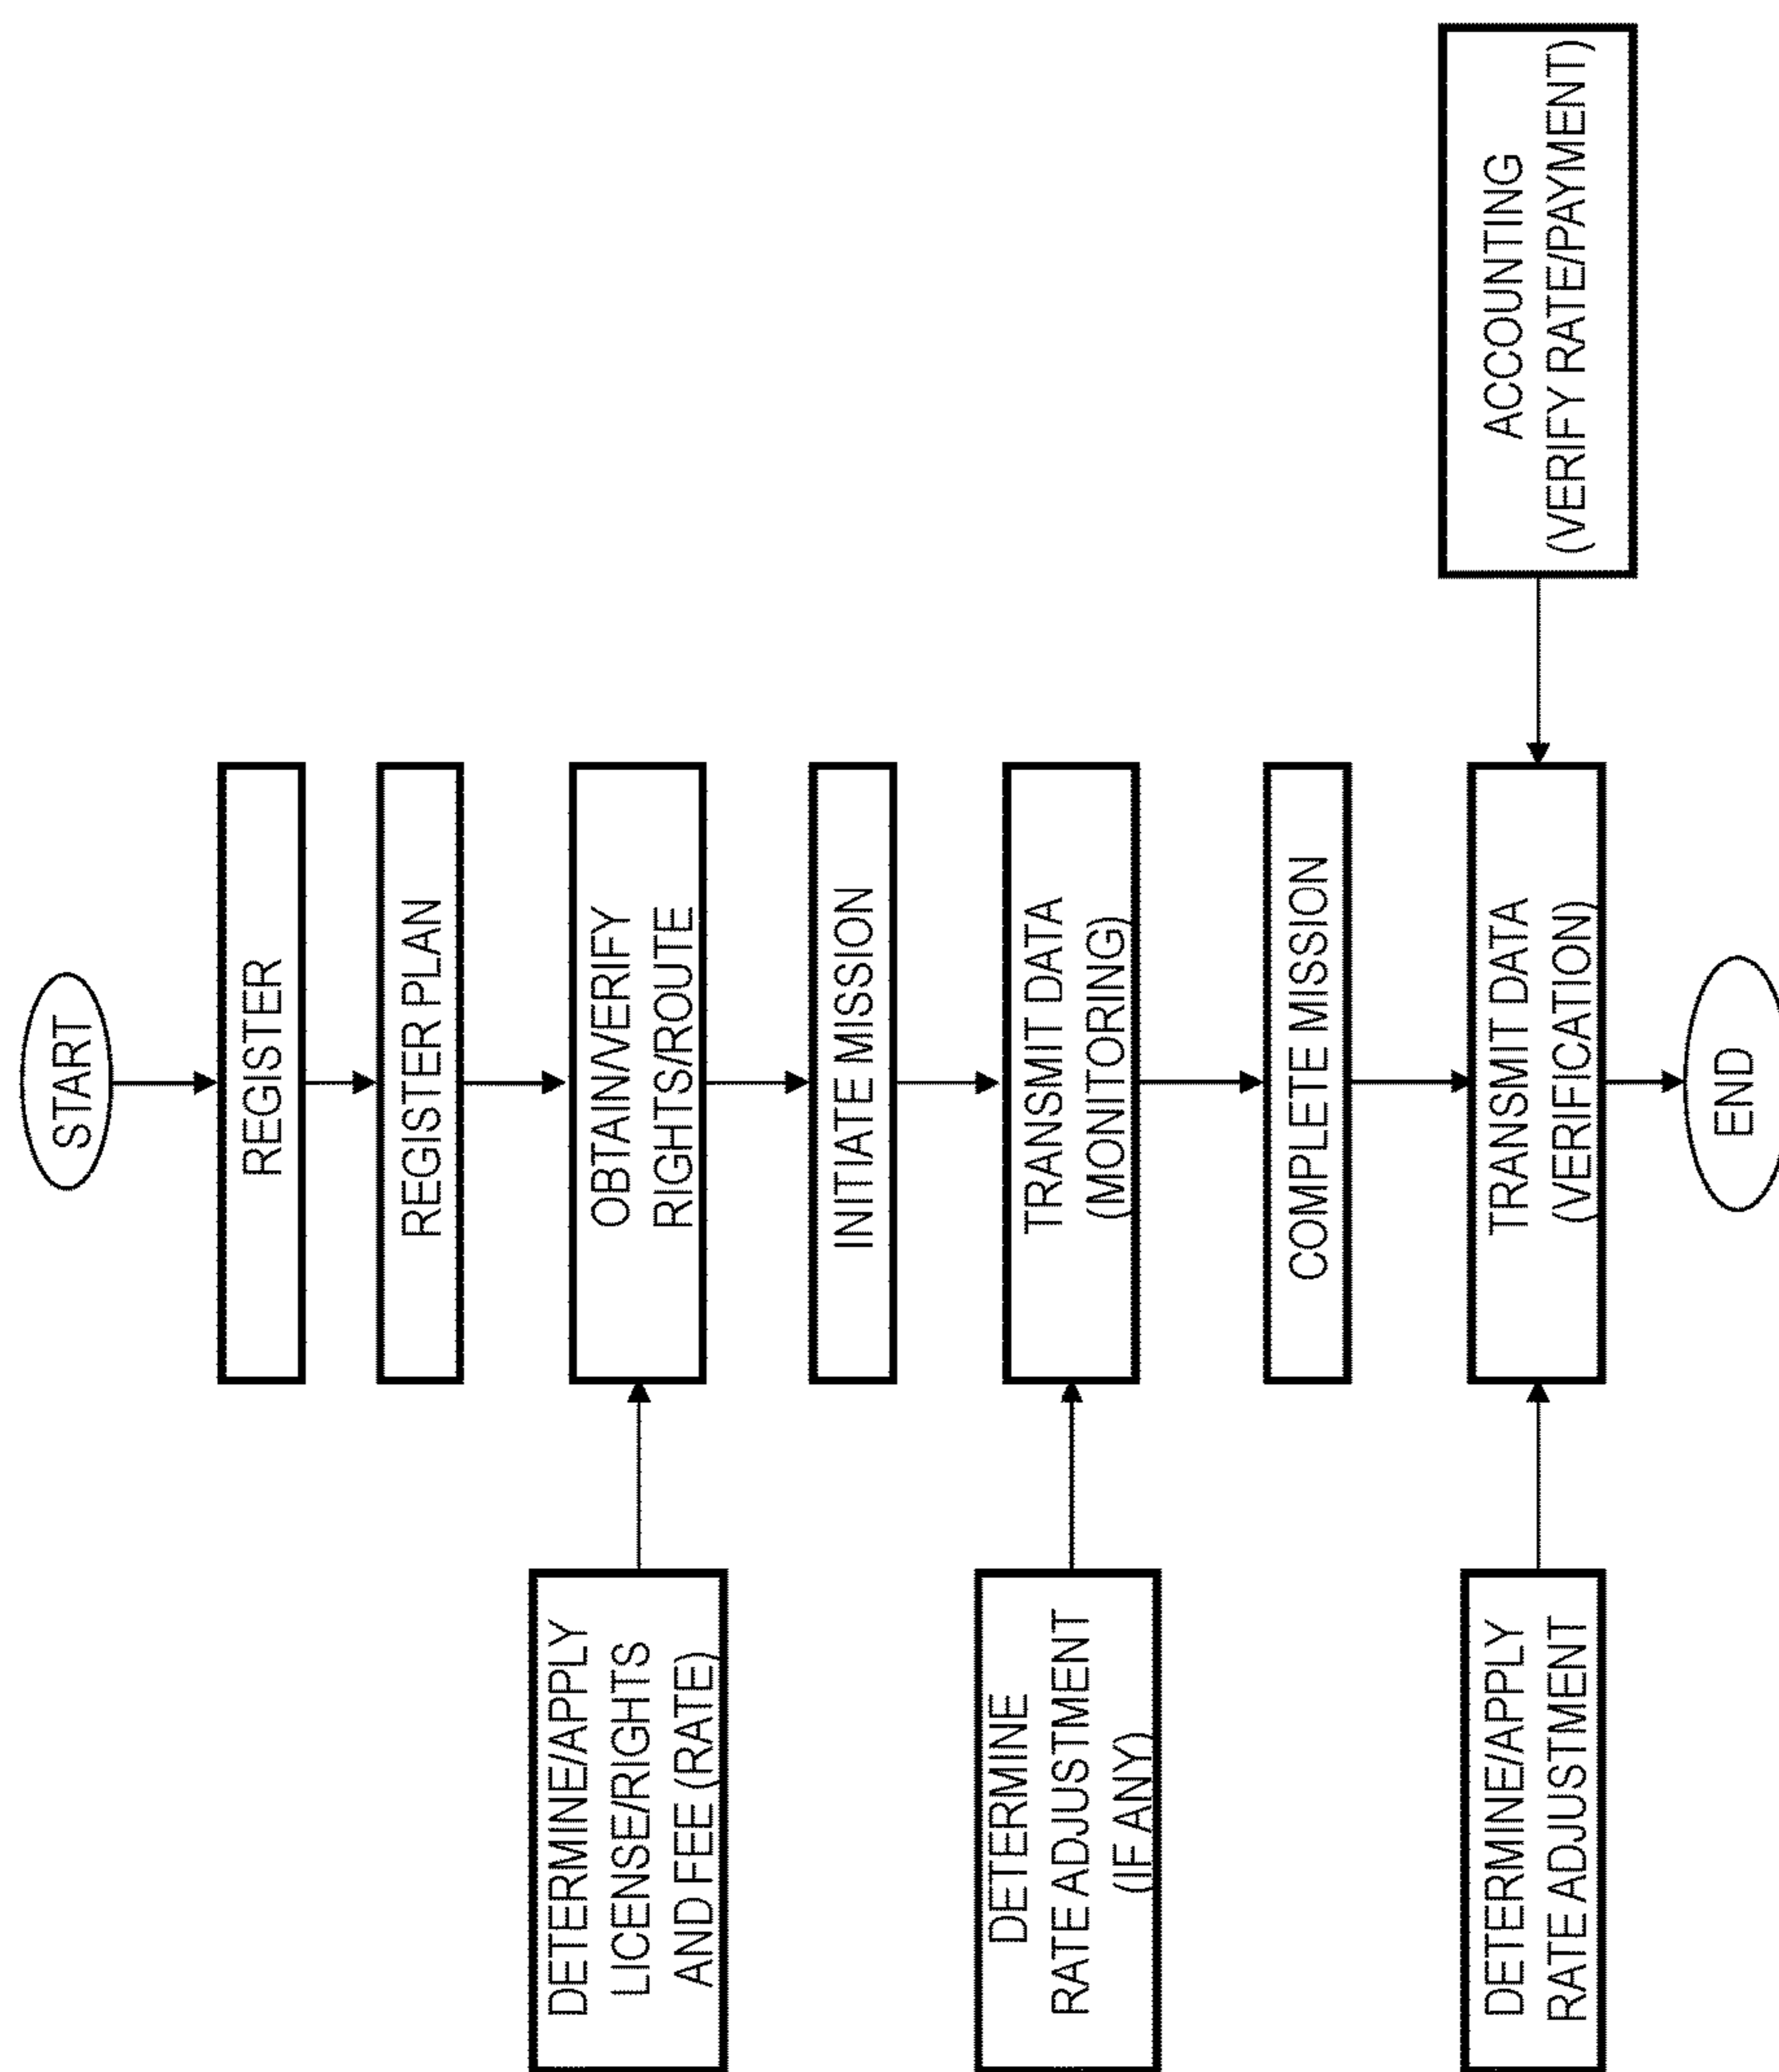 START
REGISTER
REGISTER PLAN
DETERMINE/APPLY
LICENSE/RIGHTS
AND FEE (RATE)
OBTAIN/VERIFY
RIGHTS/ROUTE
INITIATE MISSION
DETERMINE
RATE ADJUSTMENT
(IF ANY)
TRANSMIT DATA
(MONITORING)
COMPLETE MISSION
DETERMINE/APPLY
RATE ADJUSTMENT
TRANSMIT DATA
(VERIFICATION)
ACCOUNTING
(VERIFY RATE/PAYMENT)
END